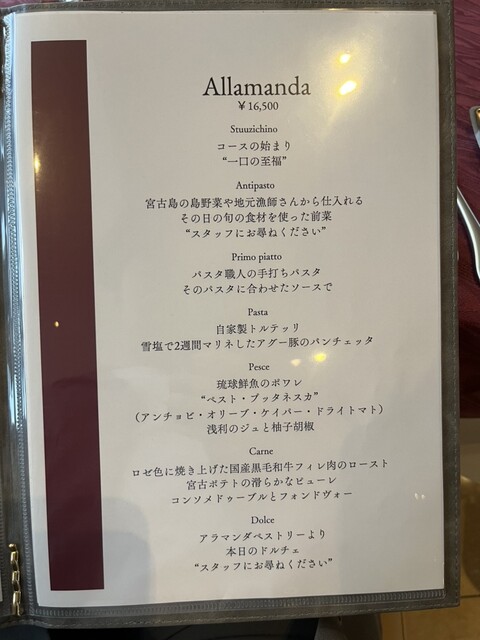 Allamanda
￥16,500
Stuuzichino
コースの始まり
“一口の至福”
Antipasto
宮古島の島野菜や地元漁師さんから仕入れる
その日の旬の食材を使った前菜
“スタッフにお尋ねください”
Primo piatto
パスタ職人の手打ちパスタ
そのパスタに合わせたソースで
Pasta
自家製トルテッリ
雪塩で2週間マリネしたアグー豚のパンチェッタ
Pesce
琉球鮮魚のポワレ
“ペスト・プッタネスカ”
（アンチョビ・オリーブ・ケイパー・ドライトマト）
浅利のジュと柚子胡椒
Carne
ロゼ色に焼き上げた国産黒毛和牛フィレ肉のロースト
宮古ポテトの滑らかなピューレ
コンソメドゥーブルとフォンドヴォー
Dolce
アラマンダペストリーより
本日のドルチェ
“スタッフにお尋ねください”